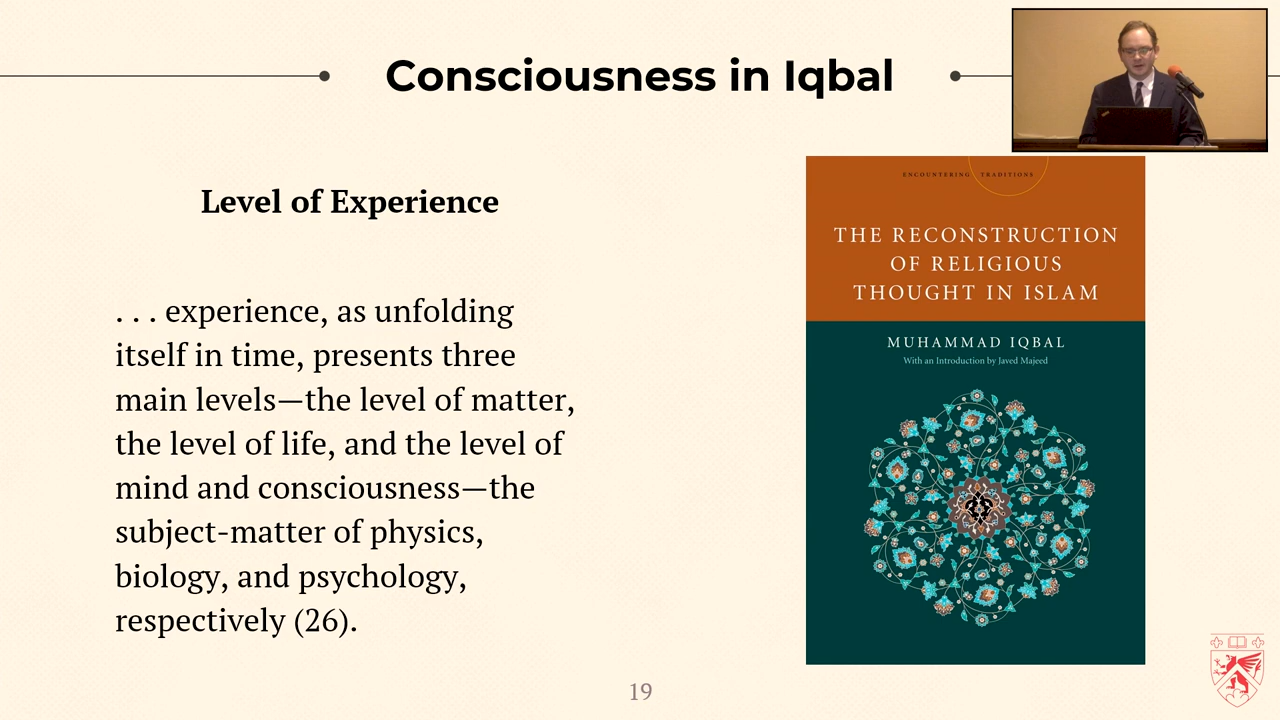 Consciousness in Iqbal
Level of Experience
. . . experience, as unfolding
itself in time, presents three
main levels—the level of matter,
the level of life, and the level of
mind and consciousness—the
subject-matter of physics,
biology, and psychology,
respectively (26).
ENCOUNTERING TRADITIONS
THE RECONSTRUCTION
OF RELIGIOUS
THOUGHT IN ISLAM
MUHAMMAD IQBAL
With an Introduction by Javed Majeed
19